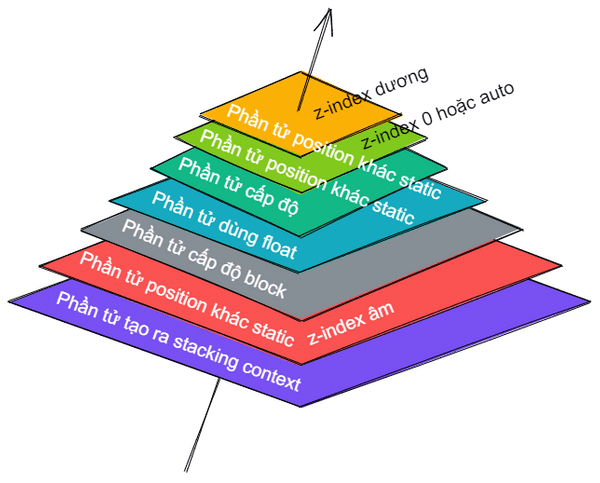 z-index dương
Phần tử position khác static
z-index 0 hoặc auto
Phần tử position khác static
Phần tử cấp độ
Phần tử dùng float
Phần tử cấp độ block
Phần tử position khác static
z-index âm
Phần tử tạo ra stacking context